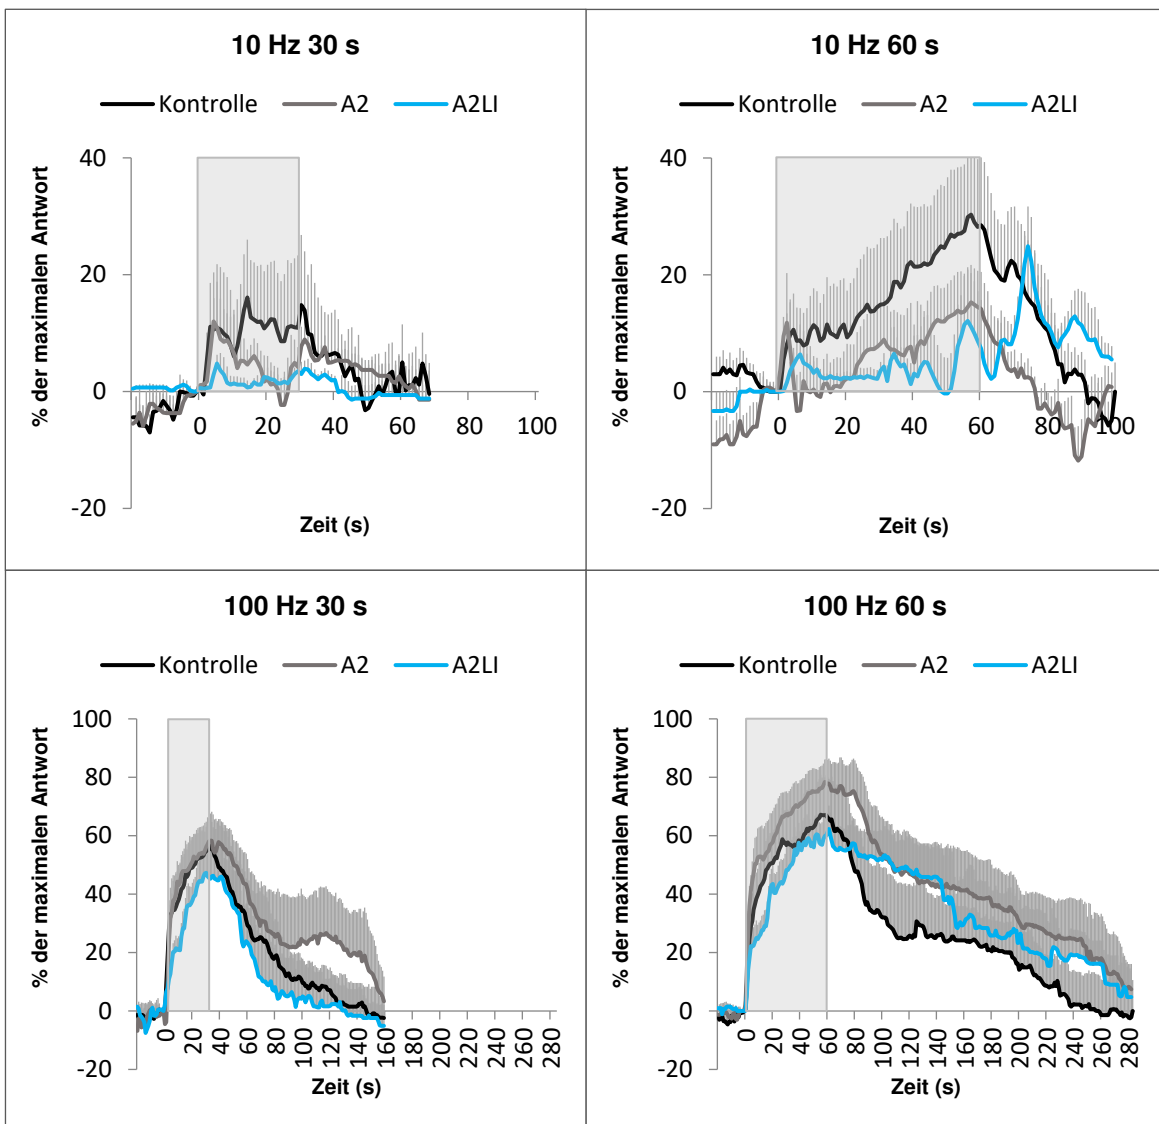 10 Hz 30 s
Kontrolle A2 A2LI
% der maximalen Antwort
40
20
0
-20
0 20 40 60 80 100
Zeit (s)
10 Hz 60 s
Kontrolle A2 A2LI
% der maximalen Antwort
40
20
0
-20
0 20 40 60 80 100
Zeit (s)
100 Hz 30 s
Kontrolle A2 A2LI
% der maximalen Antwort
100
80
60
40
20
0
-20
0 20 40 60 80 100 120 140 160 180 200 220 240 260 280
Zeit (s)
100 Hz 60 s
Kontrolle A2 A2LI
% der maximalen Antwort
100
80
60
40
20
0
-20
0 20 40 60 80 100 120 140 160 180 200 220 240 260 280
Zeit (s)